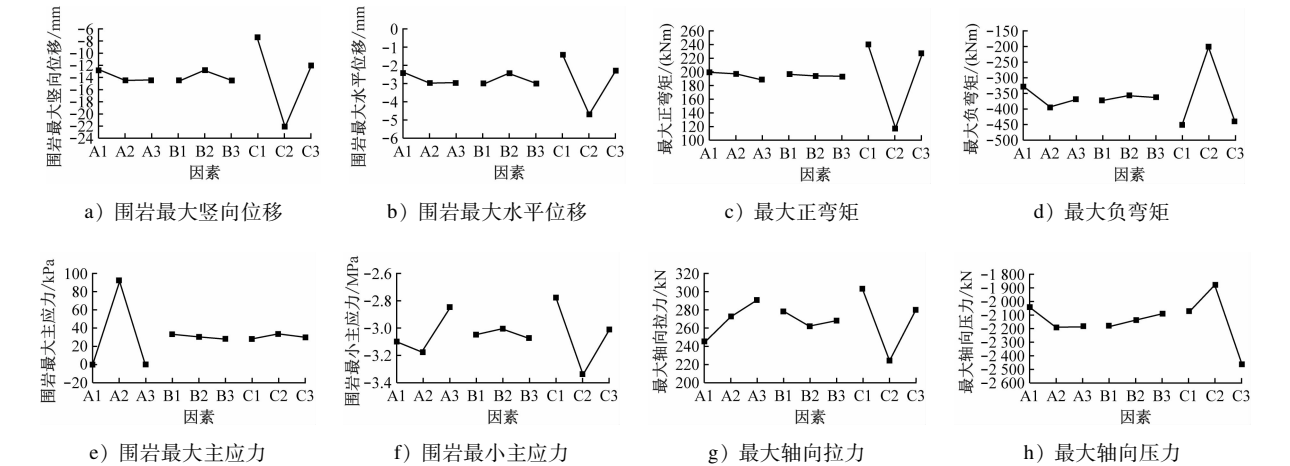 围岩最大竖向位移/mm
-6
-8
-10
-12
-14
-16
-18
-20
-22
-24
A1 A2 A3 B1 B2 B3 C1 C2 C3
因素
a）围岩最大竖向位移
围岩最大水平位移/mm
0
-1
-2
-3
-4
-5
-6
A1 A2 A3 B1 B2 B3 C1 C2 C3
因素
b）围岩最大水平位移
最大正弯矩/(kNm)
260
240
220
200
180
160
140
120
100
A1 A2 A3 B1 B2 B3 C1 C2 C3
因素
c）最大正弯矩
最大负弯矩/(kNm)
-150
-200
-250
-300
-350
-400
-450
-500
A1 A2 A3 B1 B2 B3 C1 C2 C3
因素
d）最大负弯矩
围岩最大主应力/kPa
100
80
60
40
20
0
-20
A1 A2 A3 B1 B2 B3 C1 C2 C3
因素
e）围岩最大主应力
围岩最小主应力/MPa
-2.6
-2.8
-3.0
-3.2
-3.4
A1 A2 A3 B1 B2 B3 C1 C2 C3
因素
f）围岩最小主应力
最大轴向拉力/kN
320
300
280
260
240
220
200
A1 A2 A3 B1 B2 B3 C1 C2 C3
因素
g）最大轴向拉力
最大轴向压力/kN
-1 800
-1 900
-2 000
-2 100
-2 200
-2 300
-2 400
-2 500
-2 600
A1 A2 A3 B1 B2 B3 C1 C2 C3
因素
h）最大轴向压力